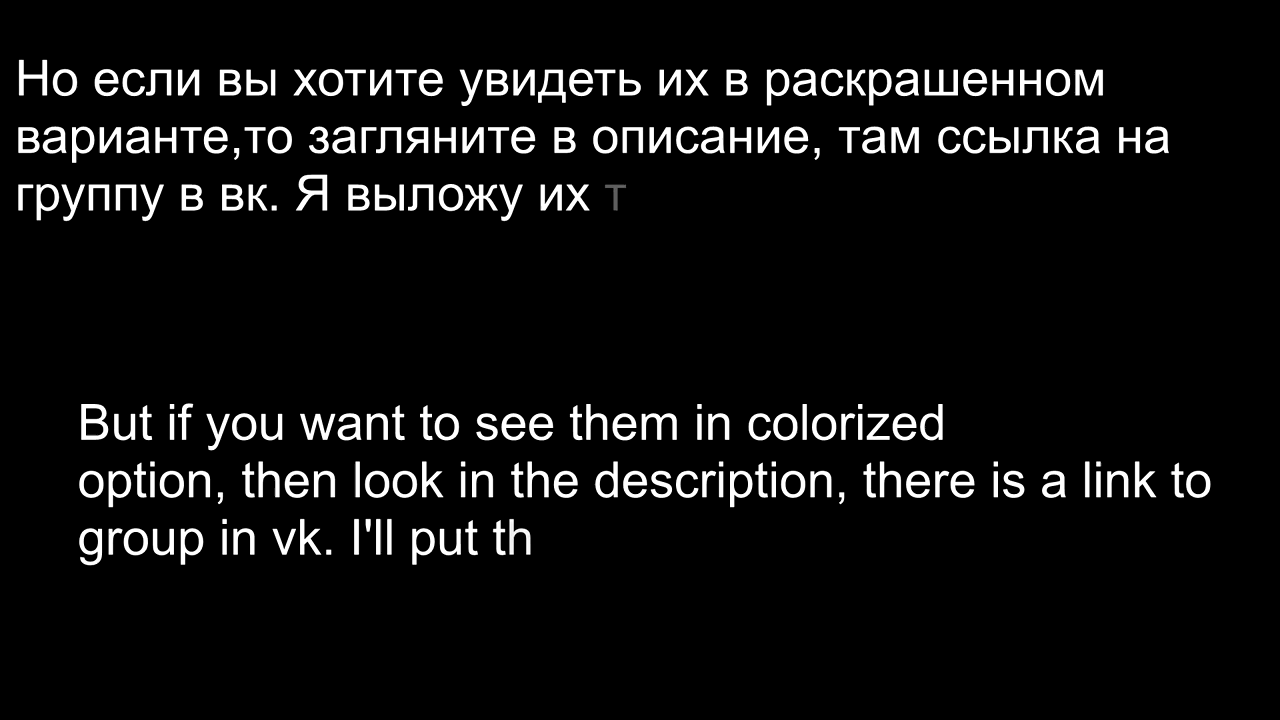 Но если вы хотите увидеть их в раскрашенном
варианте,то загляните в описание, там ссылка на
группу в вк. Я выложу их т
But if you want to see them in colorized
option, then look in the description, there is a link to
group in vk. I'll put th